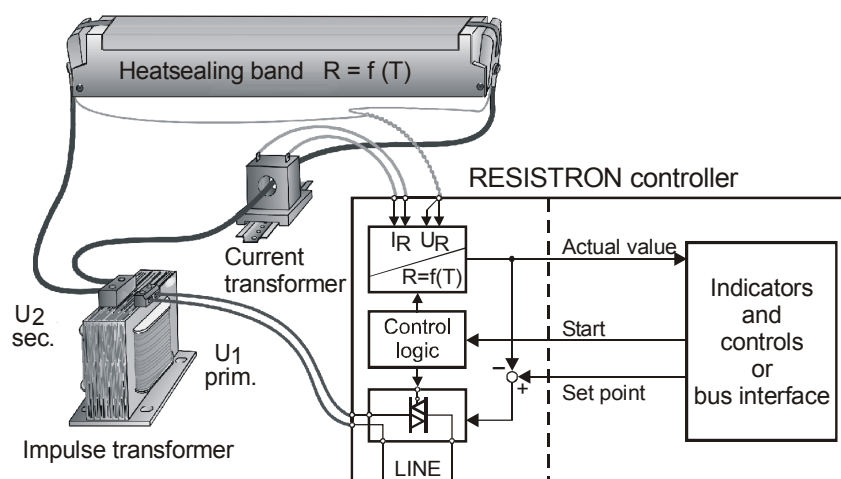 Heatsealing band R = f (T)
RESISTRON controller
Current
transformer
IR UR
R=f(T)
Actual value
Indicators
and
controls
or
bus interface
U2
sec.
U1
prim.
Control
logic
Start
−
+
Set point
Impulse transformer
LINE